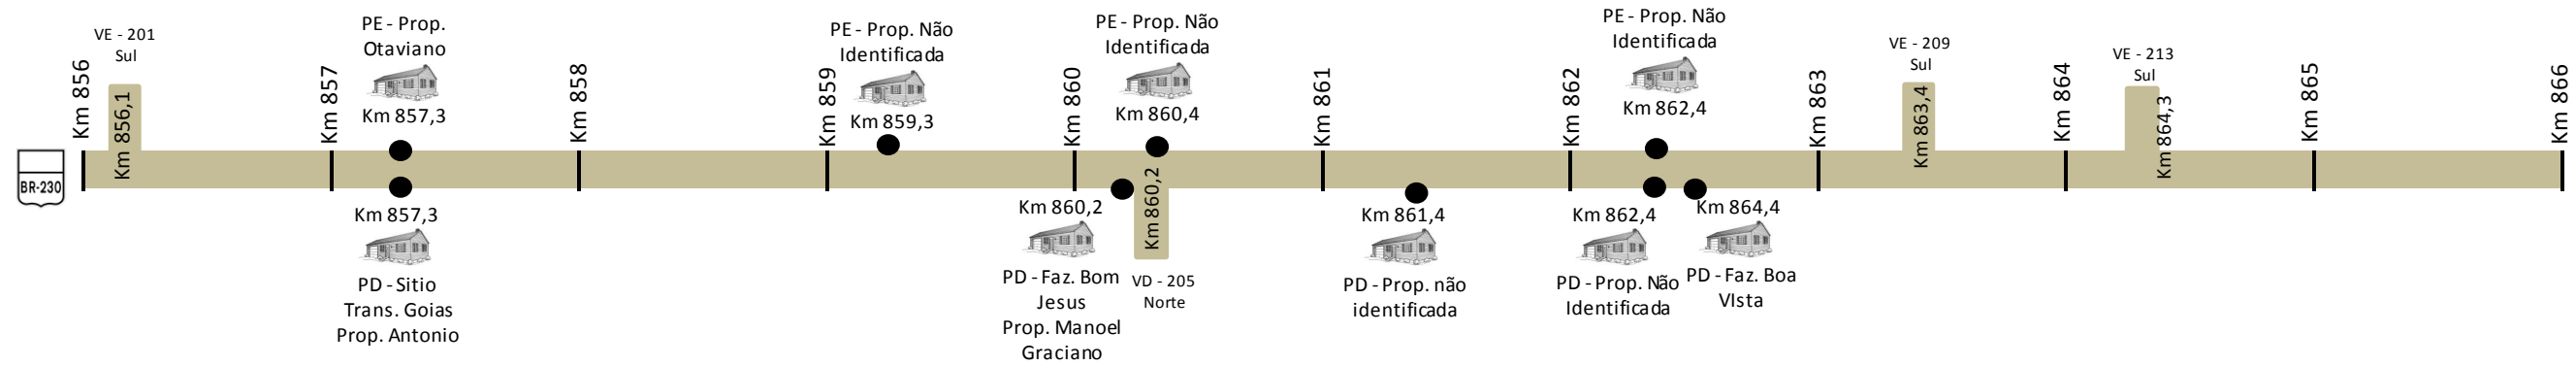 BR-230
Km 856
VE - 201
Sul
Km 856,1
Km 857
PE - Prop.
Otaviano
Km 857,3
Km 857,3
PD - Sitio
Trans. Goias
Prop. Antonio
Km 858
Km 859
PE - Prop. Não
Identificada
Km 859,3
Km 860
PE - Prop. Não
Identificada
Km 860,4
Km 860,2
PD - Faz. Bom
Jesus
Prop. Manoel
Graciano
Km 860,2
VD - 205
Norte
Km 861
Km 861,4
PD - Prop. não
identificada
Km 862
PE - Prop. Não
Identificada
Km 862,4
Km 862,4
PD - Prop. Não
Identificada
Km 864,4
PD - Faz. Boa
VIsta
Km 863
VE - 209
Sul
Km 863,4
Km 864
VE - 213
Sul
Km 864,3
Km 865
Km 866